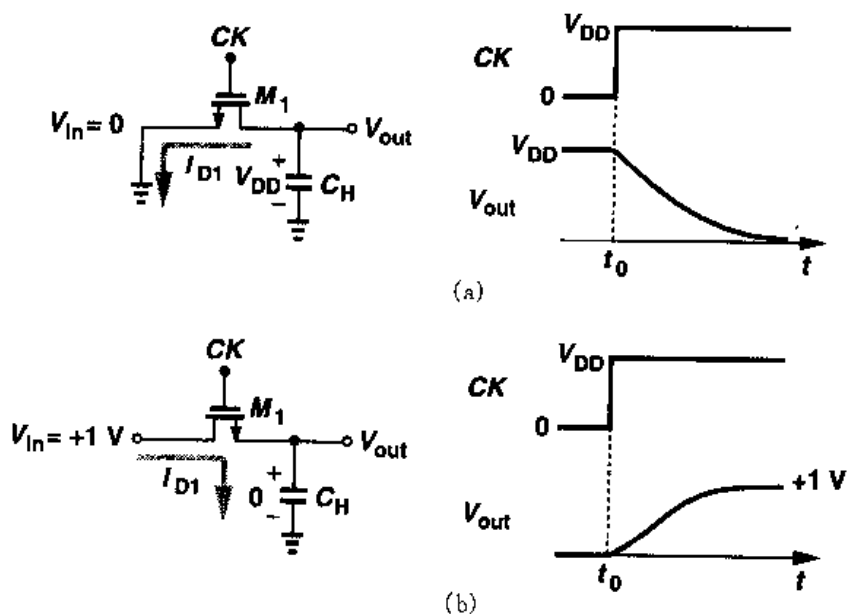 CK
M1
Vin = 0
Vout
ID1
VDD
+
−
CH
VDD
CK
0
VDD
Vout
t0
t
(a)
CK
M1
Vin = +1 V
Vout
ID1
+
0
−
CH
VDD
CK
0
+1 V
Vout
t0
t
(b)